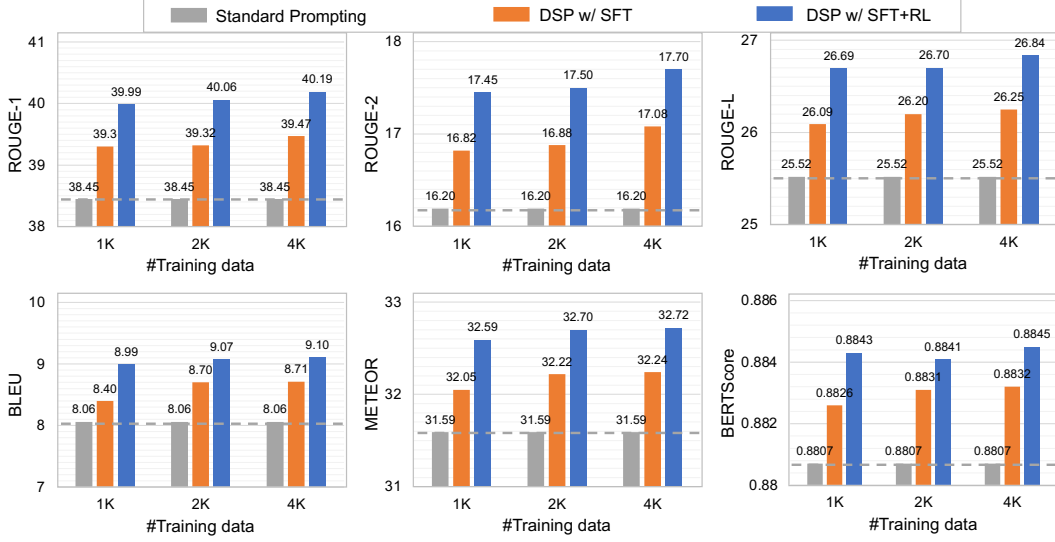 Standard Prompting DSP w/ SFT DSP w/ SFT+RL
ROUGE-1
41
40
39
38
38.45 39.3 39.99
38.45 39.32 40.06
38.45 39.47 40.19
1K 2K 4K
#Training data
ROUGE-2
18
17
16
16.20 16.82 17.45
16.20 16.88 17.50
16.20 17.08 17.70
1K 2K 4K
#Training data
ROUGE-L
27
26
25
25.52 26.09 26.69
25.52 26.20 26.70
25.52 26.25 26.84
1K 2K 4K
#Training data
BLEU
10
9
8
7
8.06 8.40 8.99
8.06 8.70 9.07
8.06 8.71 9.10
1K 2K 4K
#Training data
METEOR
33
32
31
31.59 32.05 32.59
31.59 32.22 32.70
31.59 32.24 32.72
1K 2K 4K
#Training data
BERTScore
0.886
0.884
0.882
0.88
0.8807 0.8826 0.8843
0.8807 0.8831 0.8841
0.8807 0.8832 0.8845
1K 2K 4K
#Training data